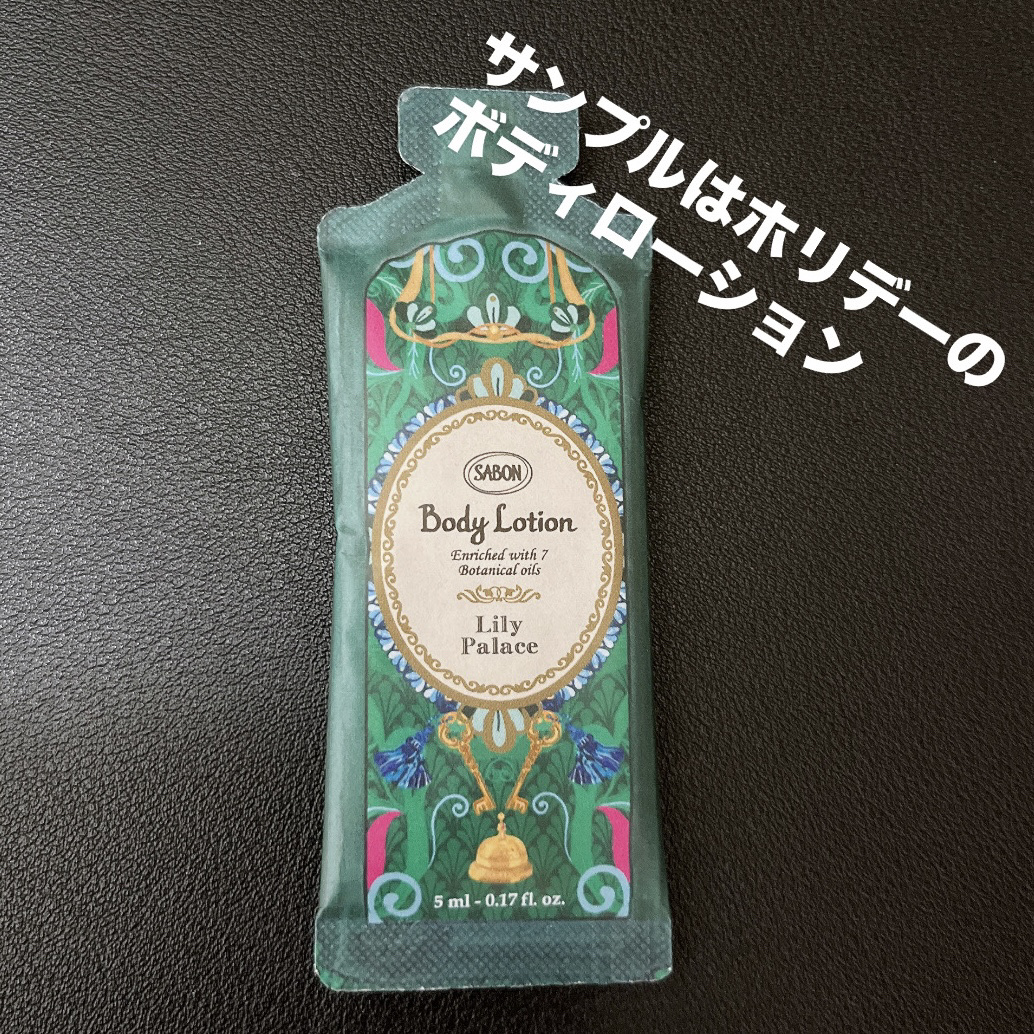 サンプルはホリデーの
ボディローション
SABON
Body Lotion
Enriched with 7
Botanical oils
Lily
Palace
5 ml - 0.17 fl. oz.